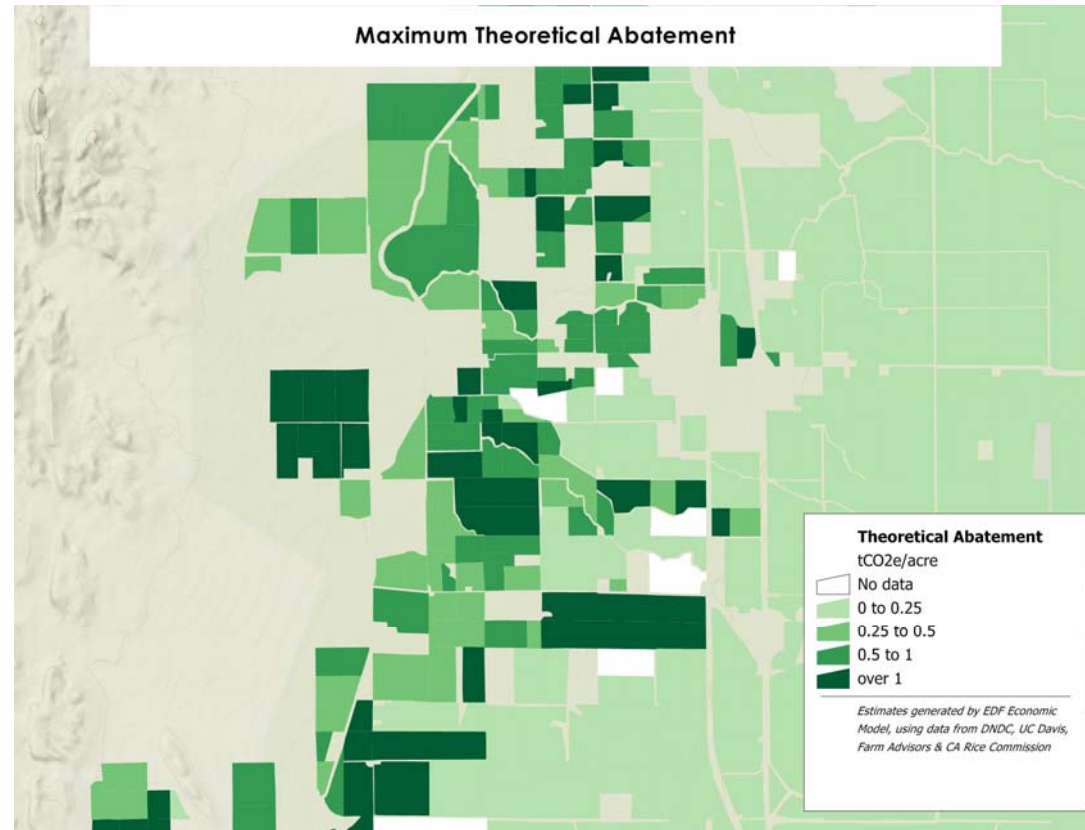 Maximum Theoretical Abatement
Theoretical Abatement
tCO2e/acre
No data
0 to 0.25
0.25 to 0.5
0.5 to 1
over 1
Estimates generated by EDF Economic
Model, using data from DNDC, UC Davis,
Farm Advisors & CA Rice Commission